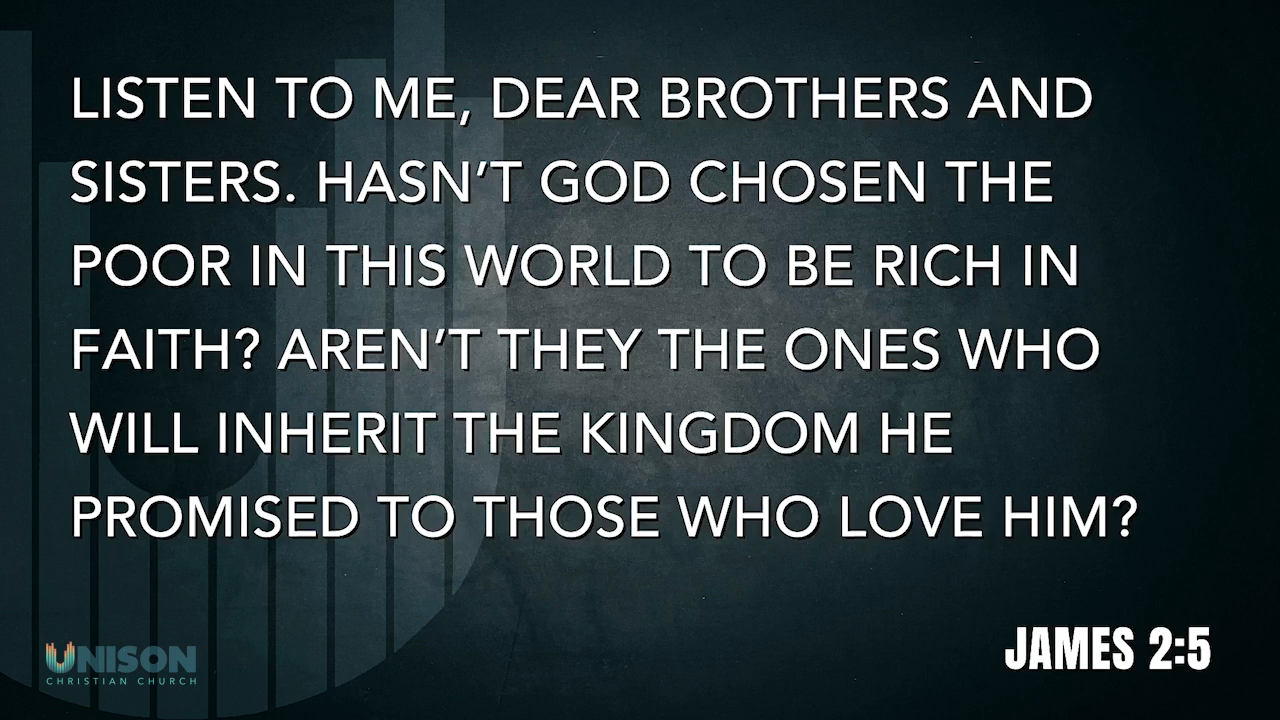 LISTEN TO ME, DEAR BROTHERS AND
SISTERS. HASN’T GOD CHOSEN THE
POOR IN THIS WORLD TO BE RICH IN
FAITH? AREN’T THEY THE ONES WHO
WILL INHERIT THE KINGDOM HE
PROMISED TO THOSE WHO LOVE HIM?
JAMES 2:5
UNISON
CHRISTIAN CHURCH